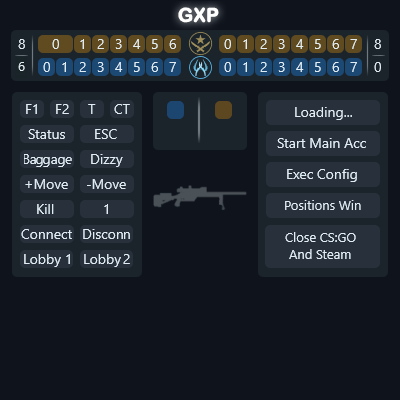 GXP
8 0 1 2 3 4 5 6 0 1 2 3 4 5 6 7 8
6 0 1 2 3 4 5 6 7 0 1 2 3 4 5 6 7 0
F1 F2 T CT
Status ESC
Baggage Dizzy
+Move -Move
Kill 1
Connect Disconn
Lobby 1 Lobby 2
Loading...
Start Main Acc
Exec Config
Positions Win
Close CS:GO
And Steam